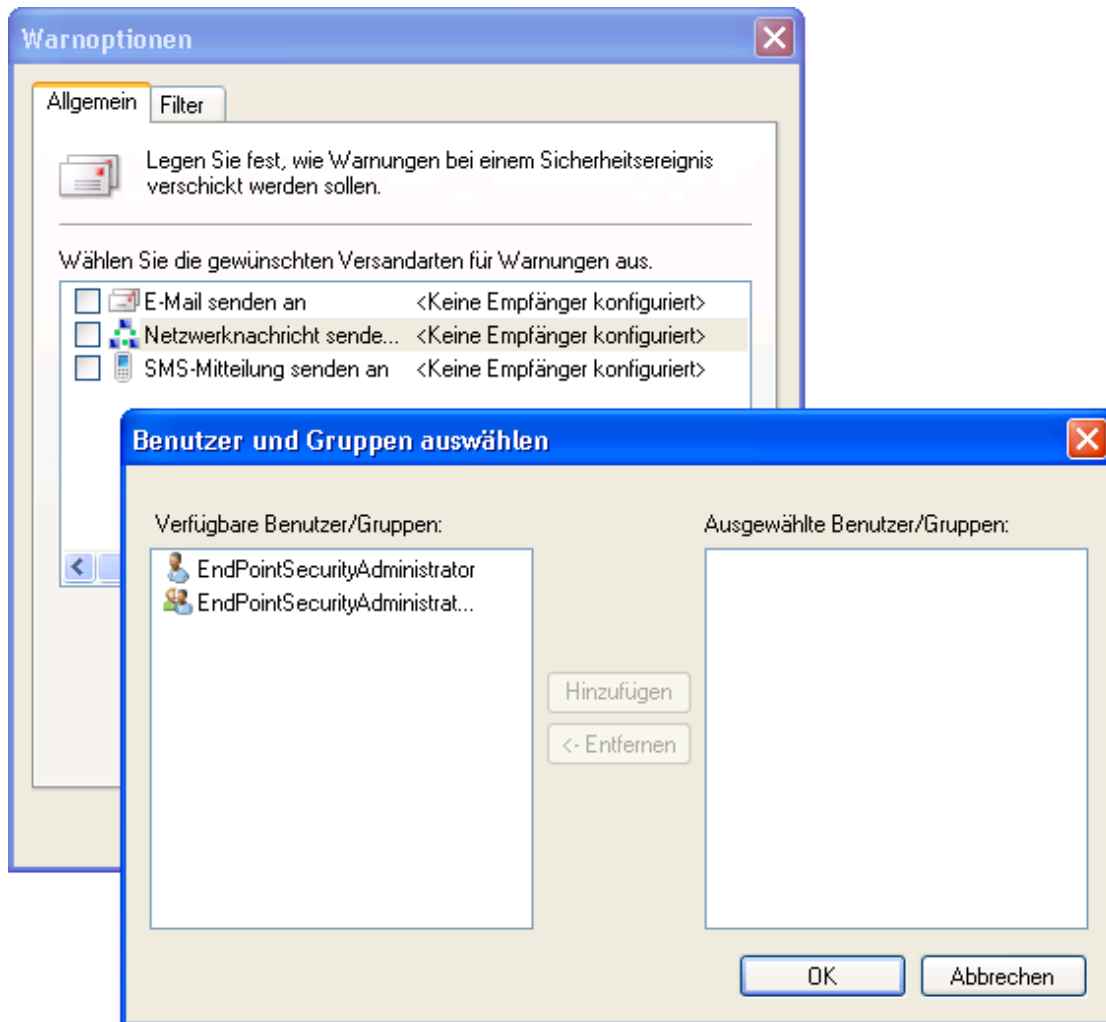 Warnoptionen
Allgemein
Filter
Legen Sie fest, wie Warnungen bei einem Sicherheitsereignis
verschickt werden sollen.
Wählen Sie die gewünschten Versandarten für Warnungen aus.
E-Mail senden an <Keine Empfänger konfiguriert>
Netzwerknachricht sende... <Keine Empfänger konfiguriert>
SMS-Mitteilung senden an <Keine Empfänger konfiguriert>
Benutzer und Gruppen auswählen
Verfügbare Benutzer/Gruppen:
EndPointSecurityAdministrator
EndPointSecurityAdministrat...
Hinzufügen
<- Entfernen
Ausgewählte Benutzer/Gruppen:
OK
Abbrechen